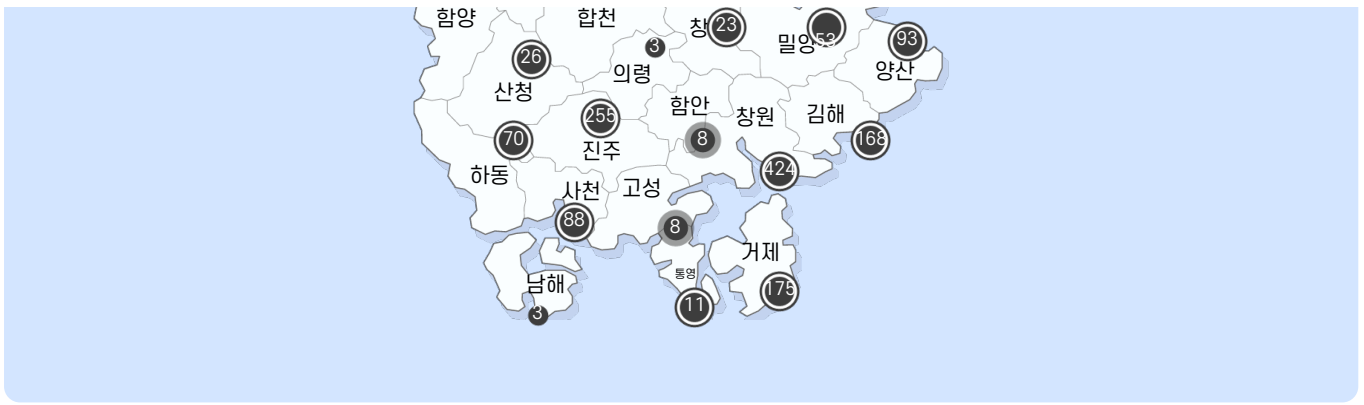 함양
합천
창
23
밀양
53
93
양산
26
산청
3
의령
함안
8
창원
김해
168
255
진주
70
하동
424
사천
88
고성
8
거제
175
통영
11
남해
3